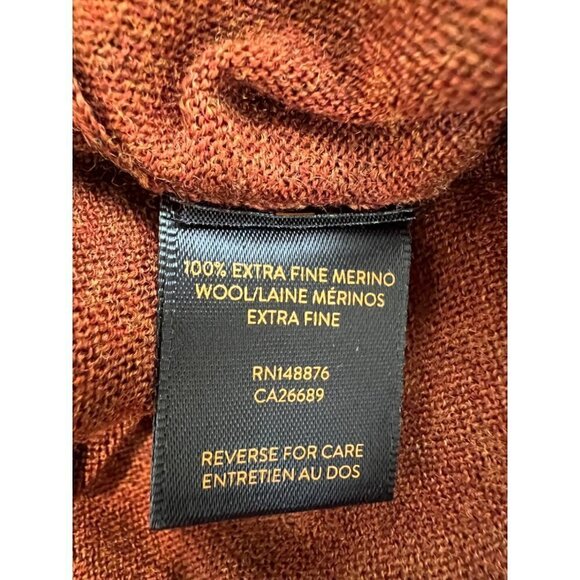 100% EXTRA FINE MERINO
WOOL/LAINE MÉRINOS
EXTRA FINE
RN148876
CA26689
REVERSE FOR CARE
ENTRETIEN AU DOS